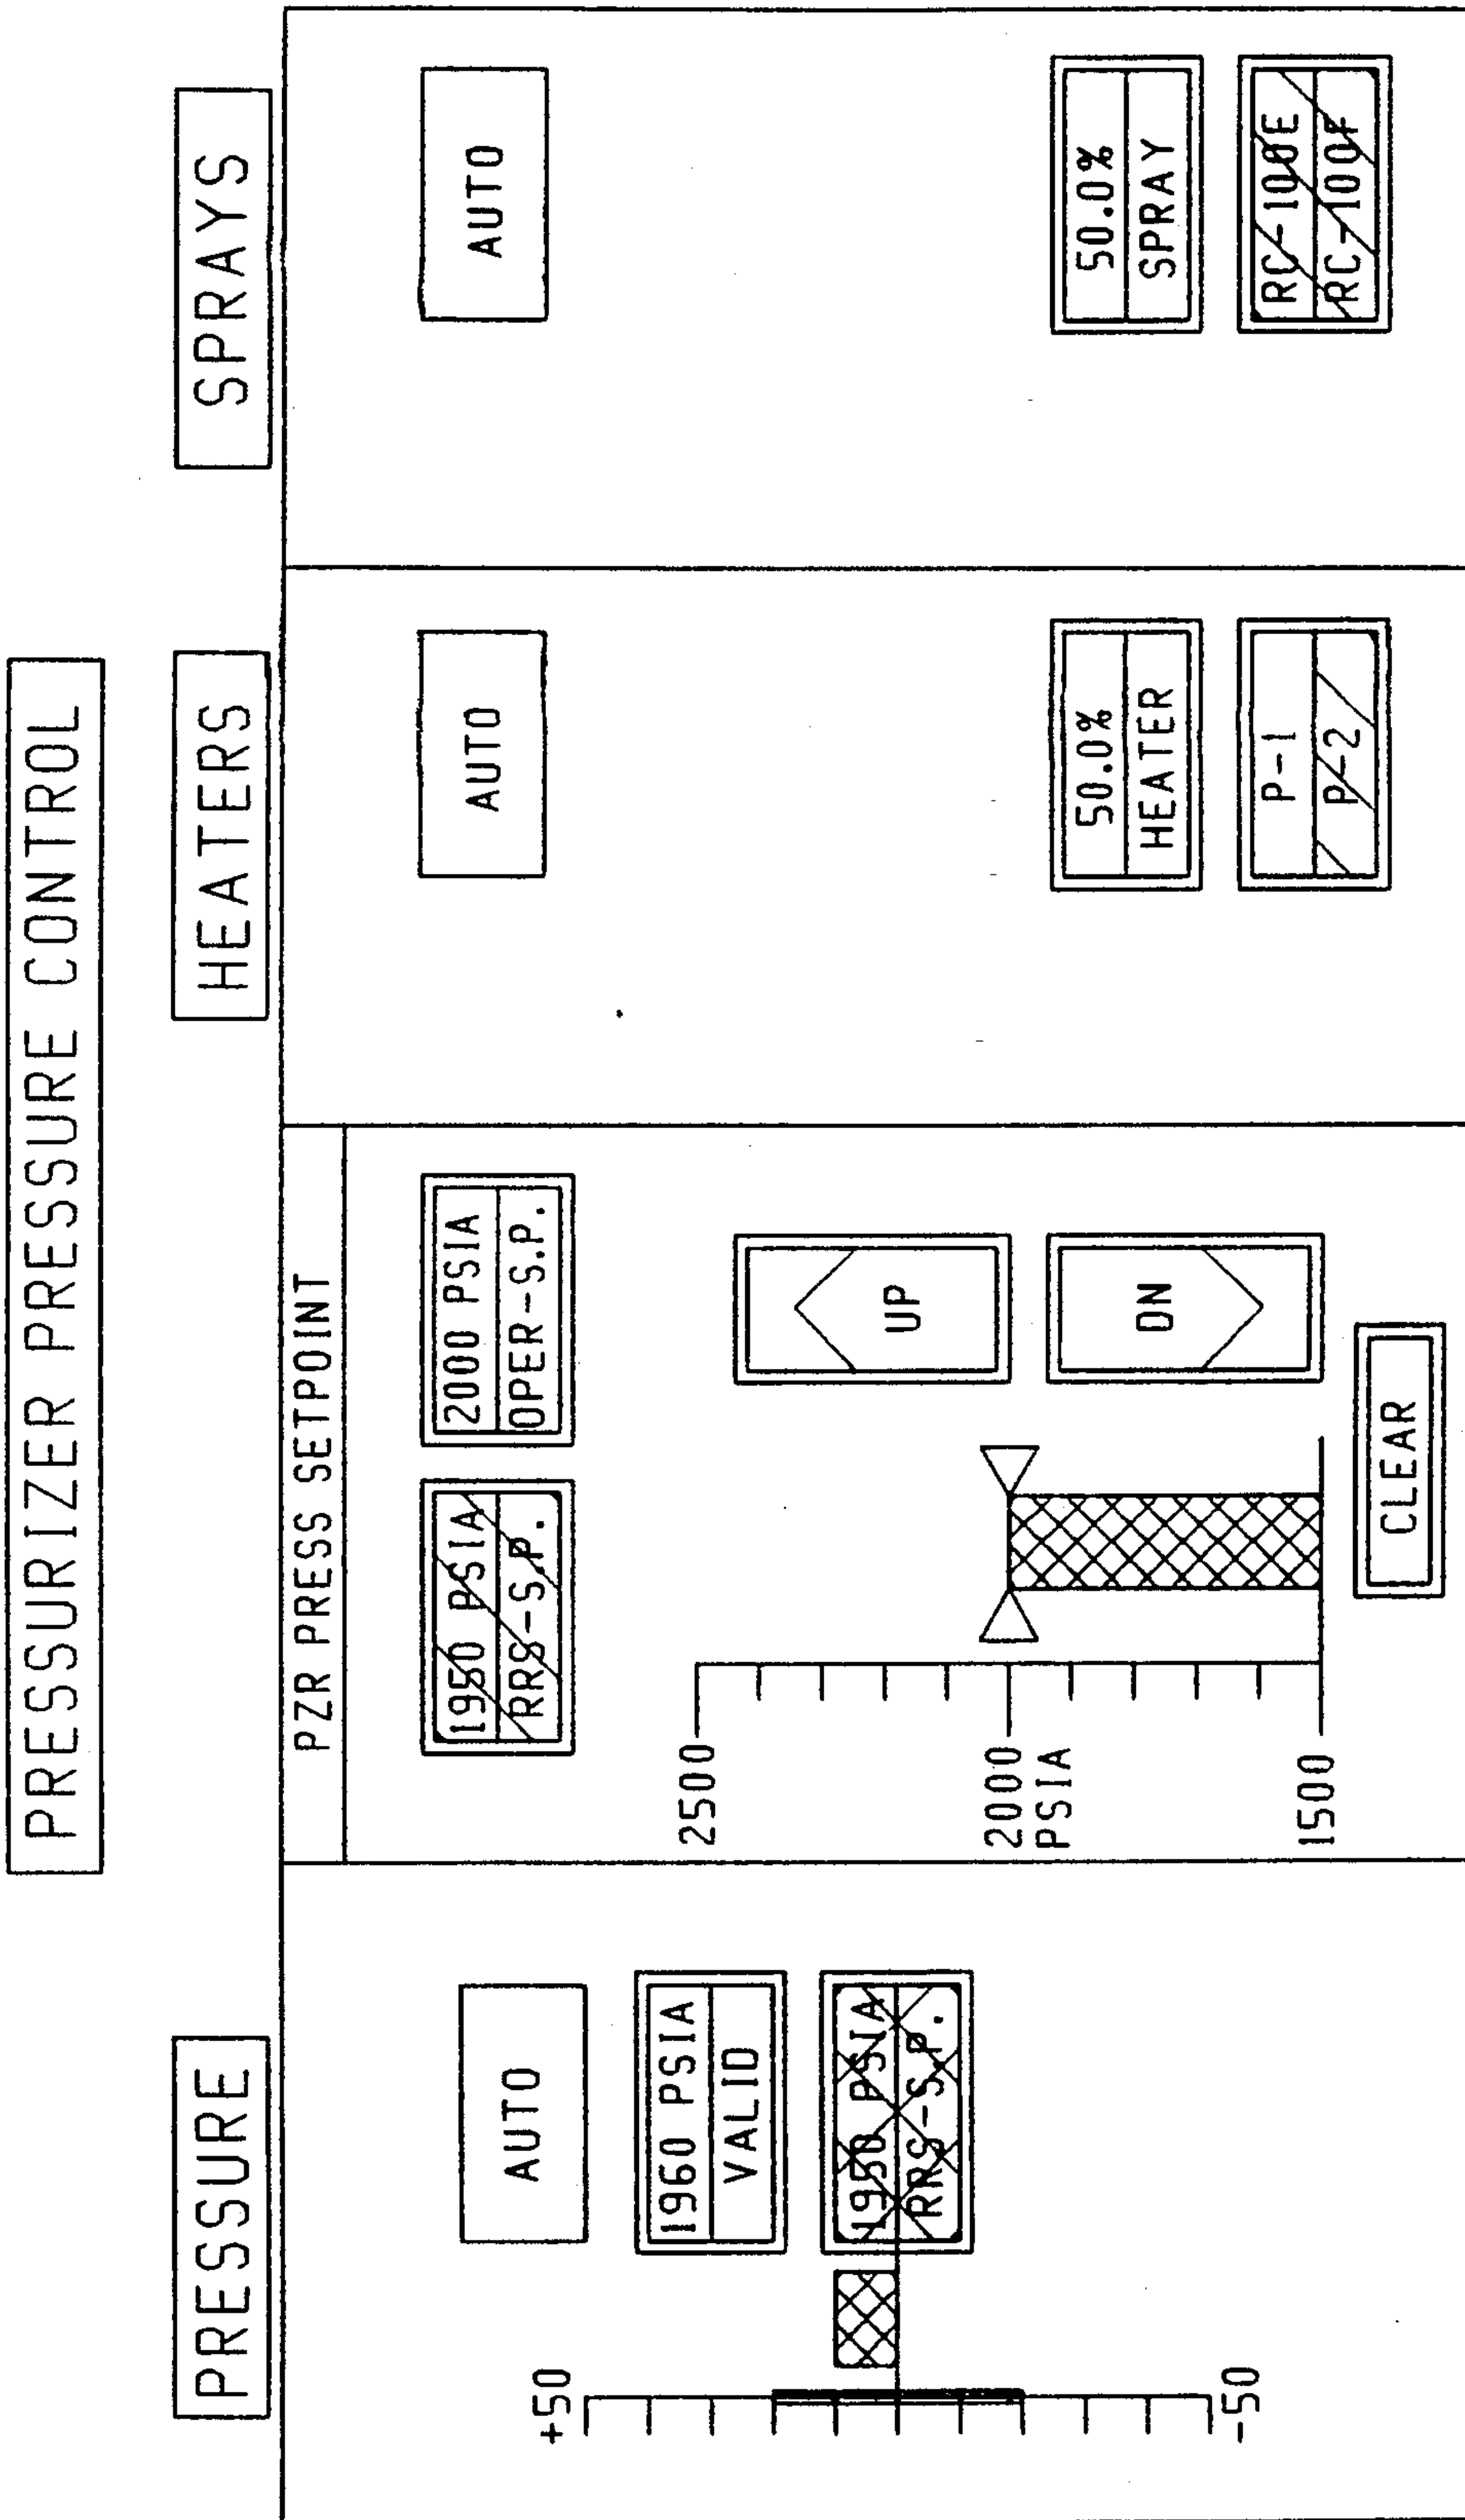 PRESSURIZER PRESSURE CONTROL
PRESSURE
HEATERS
SPRAYS
AUTO
1960 PSIA
VALID
1950 PSIA
RRS-S.P.
+50
-50
PZR PRESS SETPOINT
1950 PSIA
RRS-S.P.
2000 PSIA
OPER-S.P.
2500
2000
PSIA
1500
UP
DN
CLEAR
AUTO
50.0%
HEATER
P-1
P-2
AUTO
50.0%
SPRAY
RC-100E
RC-100F